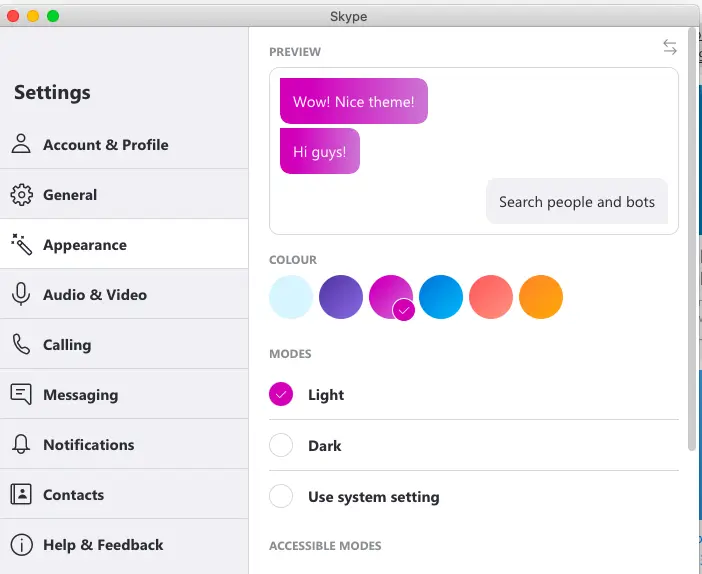 Skype
Settings
Account & Profile
General
Appearance
Audio & Video
Calling
Messaging
Notifications
Contacts
Help & Feedback
PREVIEW
Wow! Nice theme!
Hi guys!
Search people and bots
COLOUR
MODES
Light
Dark
Use system setting
ACCESSIBLE MODES